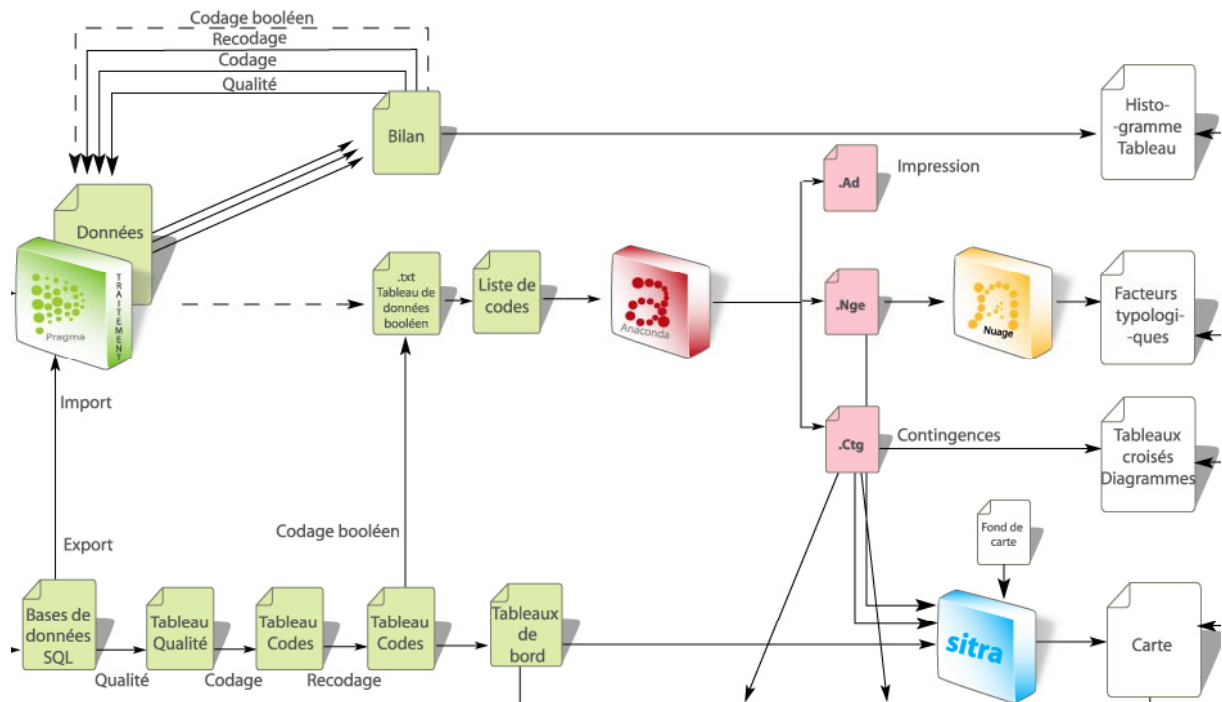 Codage booléen
Recodage
Codage
Qualité
Bilan
Histo-
-gramme
Tableau
.Ad
Impression
Données
TRAITEMENT
Pragma
.txt
Tableau de
données
booléen
Liste de
codes
Anaconda
.Nge
Nuage
Facteurs
typologi-
-ques
Import
.Ctg
Contingences
Tableaux
croisés
Diagrammes
Codage booléen
Export
Fond de
carte
Bases de
données
SQL
Tableau
Qualité
Tableau
Codes
Tableau
Codes
Tableaux
de
bord
sitra
Carte
Qualité
Codage
Recodage